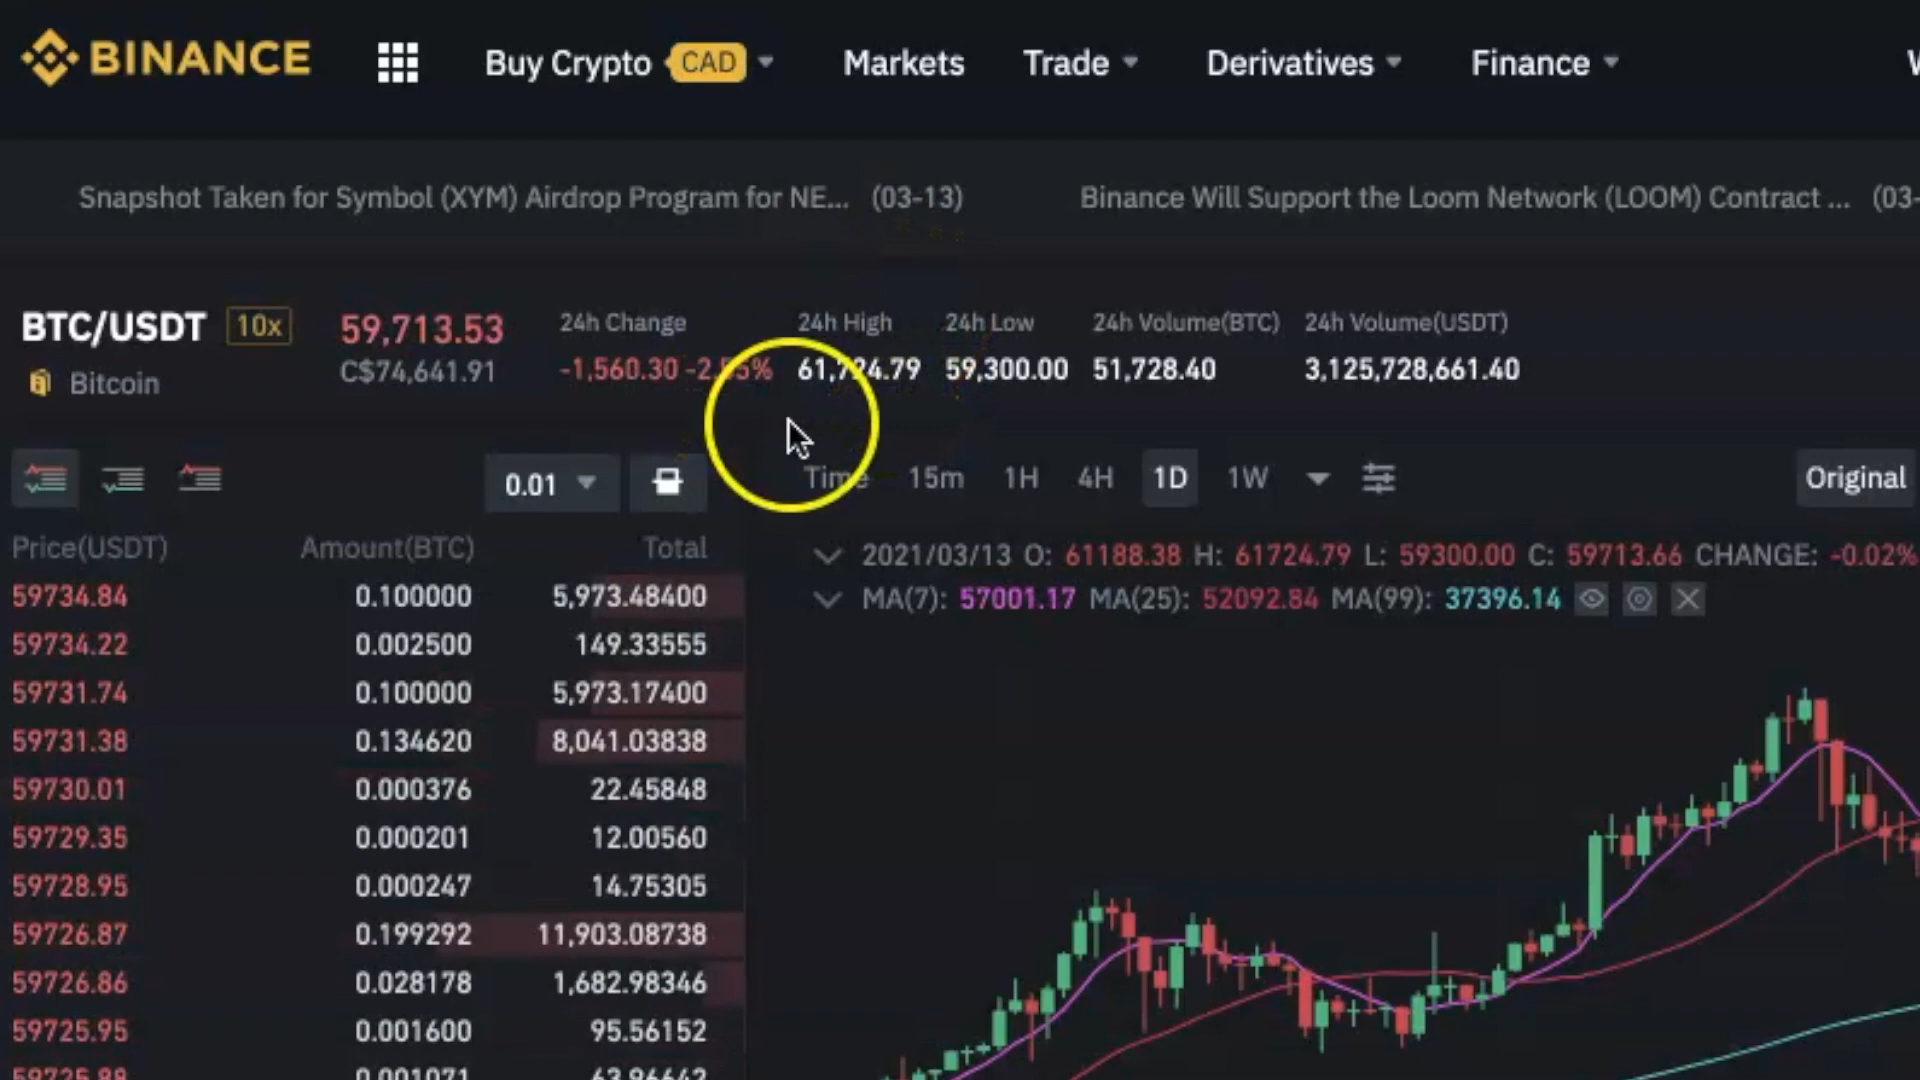 BINANCE
Buy Crypto CAD
Markets
Trade
Derivatives
Finance
Snapshot Taken for Symbol (XYM) Airdrop Program for NE... (03-13)
Binance Will Support the Loom Network (LOOM) Contract ... (03-
BTC/USDT 10x
Bitcoin
59,713.53
C$74,641.91
24h Change
-1,560.30
24h High
61,724.79
24h Low
59,300.00
24h Volume(BTC)
51,728.40
24h Volume(USDT)
3,125,728,661.40
0.01
Time 15m 1H 4H 1D 1W
Original
2021/03/13 O: 61188.38 H: 61724.79 L: 59300.00 C: 59713.66 CHANGE: -0.02%
MA(7): 57001.17 MA(25): 52092.84 MA(99): 37396.14
Price(USDT) Amount(BTC) Total
59734.84 0.100000 5,973.48400
59734.22 0.002500 149.33555
59731.74 0.100000 5,973.17400
59731.38 0.134620 8,041.03838
59730.01 0.000376 22.45848
59729.35 0.000201 12.00560
59728.95 0.000247 14.75305
59726.87 0.199292 11,903.08738
59726.86 0.028178 1,682.98346
59725.95 0.001600 95.56152